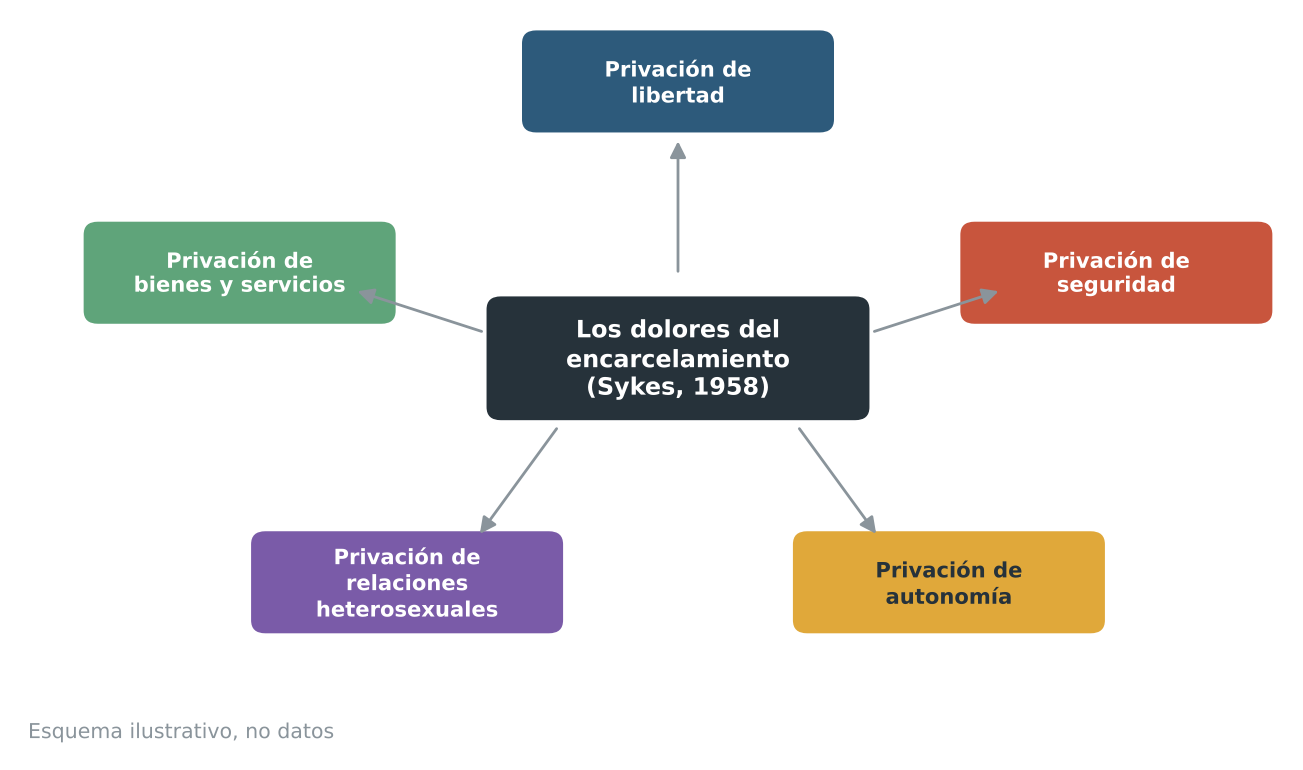 Privación de
libertad
Privación de
bienes y servicios
Privación de
seguridad
Los dolores del
encarcelamiento
(Sykes, 1958)
Privación de
relaciones
heterosexuales
Privación de
autonomía
Esquema ilustrativo, no datos